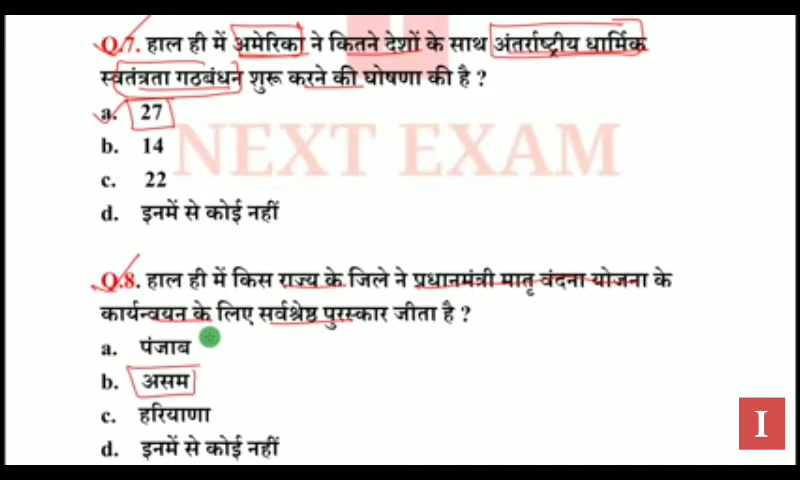 Q.7. हाल ही में अमेरिका ने कितने देशों के साथ अंतर्राष्ट्रीय धार्मिक
स्वतंत्रता गठबंधन शुरू करने की घोषणा की है ?
a. 27
b. 14
NEXT EXAM
c. 22
d. इनमें से कोई नहीं
Q.8. हाल ही में किस राज्य के जिले ने प्रधानमंत्री मातृ वंदना योजना के
कार्यन्वयन के लिए सर्वश्रेष्ठ पुरस्कार जीता है ?
a. पंजाब
b. असम
c. हरियाणा
d. इनमें से कोई नहीं
I